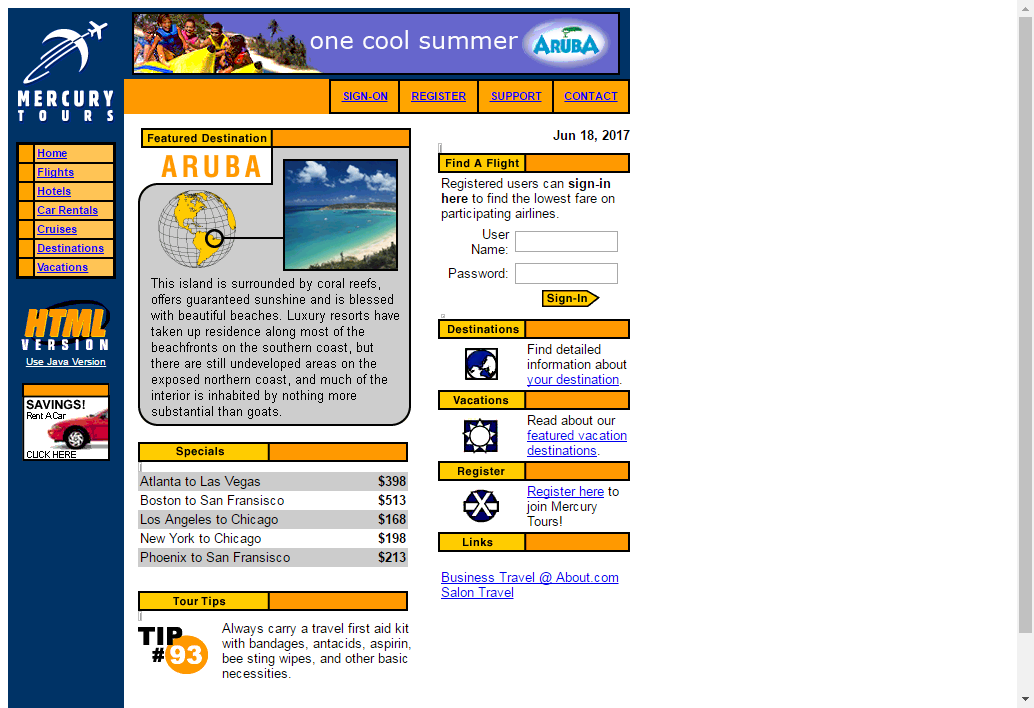 MERCURY
TOURS
one cool summer
ARUBA
SIGN-ON
REGISTER
SUPPORT
CONTACT
Home
Flights
Hotels
Car Rentals
Cruises
Destinations
Vacations
HTML
VERSION
Use Java Version
SAVINGS!
Rent A Car
CLICK HERE
Featured Destination
ARUBA
This island is surrounded by coral reefs,
offers guaranteed sunshine and is blessed
with beautiful beaches. Luxury resorts have
taken up residence along most of the
beachfronts on the southern coast, but
there are still undeveloped areas on the
exposed northern coast, and much of the
interior is inhabited by nothing more
substantial than goats.
Specials
Atlanta to Las Vegas $398
Boston to San Fransisco $513
Los Angeles to Chicago $168
New York to Chicago $198
Phoenix to San Fransisco $213
Tour Tips
TIP
#93
Always carry a travel first aid kit
with bandages, antacids, aspirin,
bee sting wipes, and other basic
necessities.
Jun 18, 2017
Find A Flight
Registered users can sign-in
here to find the lowest fare on
participating airlines.
User
Name:
Password:
Sign-In
Destinations
Find detailed
information about
your destination.
Vacations
Read about our
featured vacation
destinations.
Register
Register here to
join Mercury
Tours!
Links
Business Travel @ About.com
Salon Travel